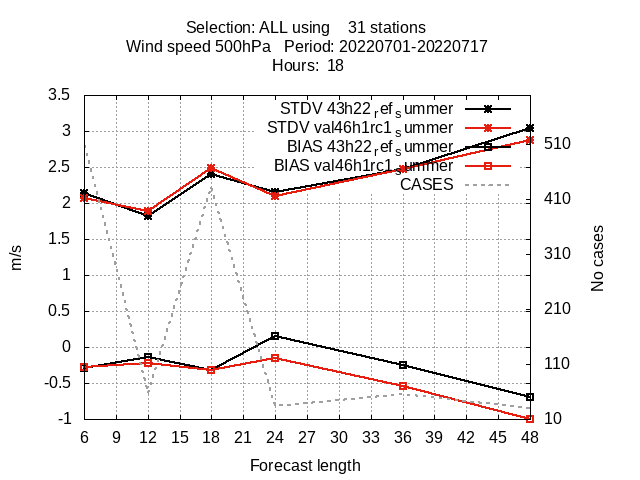 Selection: ALL using    31 stations
Wind speed 500hPa   Period: 20220701-20220717
Hours:  18
STDV 43h22_ref_summer
STDV val46h1rc1_summer
BIAS 43h22_ref_summer
BIAS val46h1rc1_summer
CASES
3.5
3
2.5
2
1.5
1
0.5
0
-0.5
-1
m/s
510
410
310
210
110
10
No cases
6 9 12 15 18 21 24 27 30 33 36 39 42 45 48
Forecast length